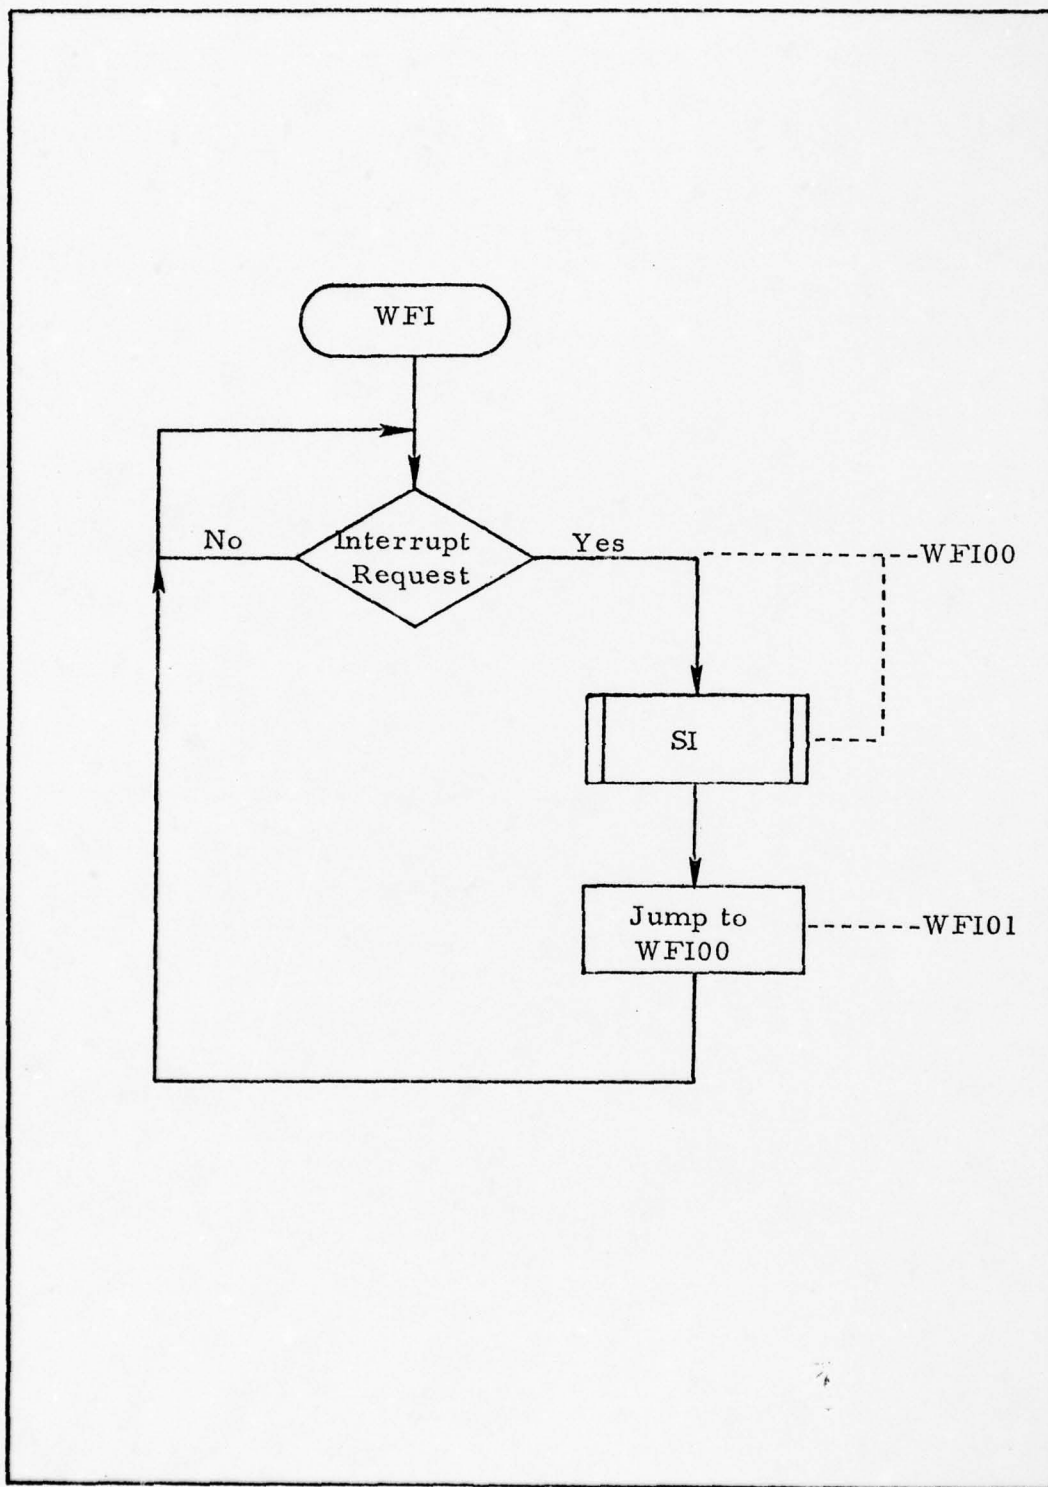 WFI
No
Interrupt
Request
Yes
WFI00
SI
Jump to
WFI00
WFI01